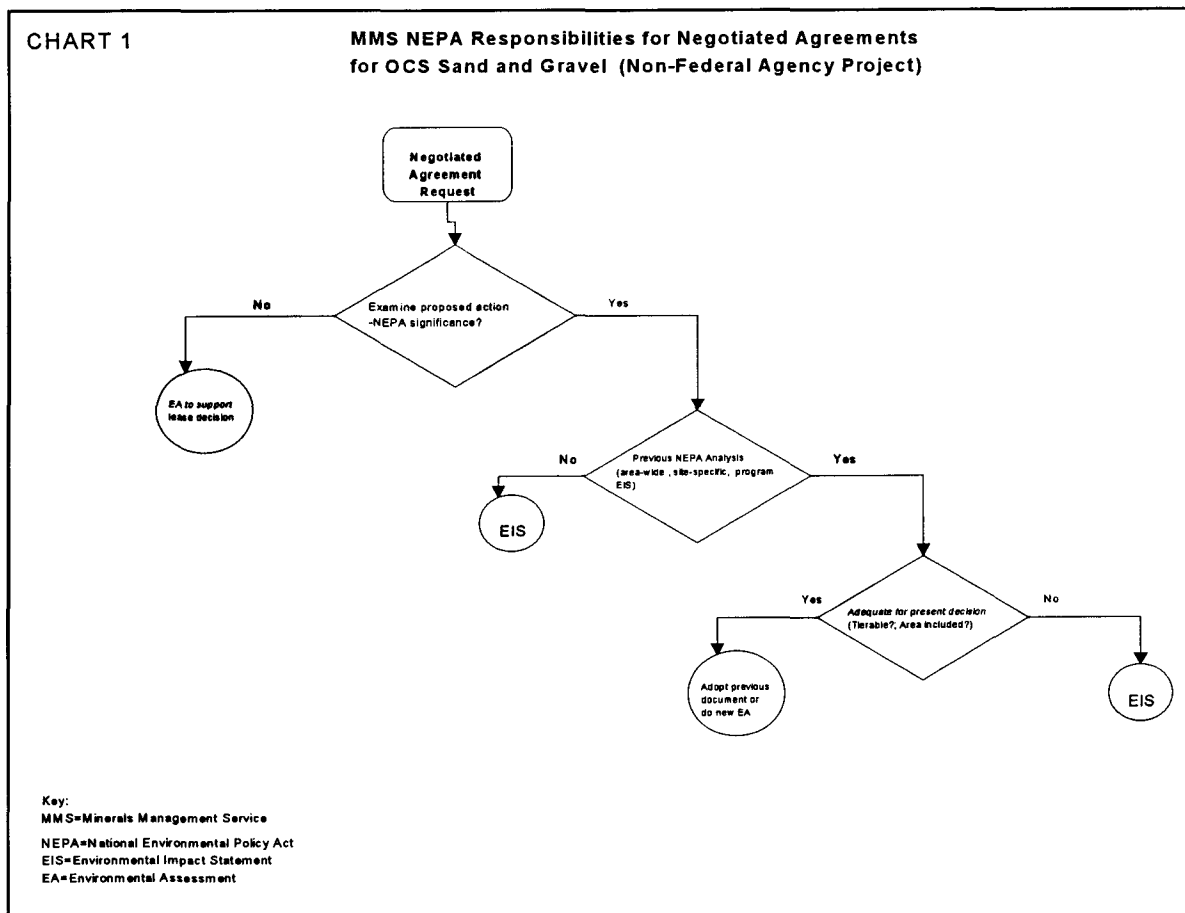 CHART 1
MMS NEPA Responsibilities for Negotiated Agreements
for OCS Sand and Gravel (Non-Federal Agency Project)
Negotiated
Agreement
Request
No
Examine proposed action
-NEPA significance?
Yes
EA to support
lease decision
No
Previous NEPA Analysis
(area-wide , site-specific, program
EIS)
Yes
EIS
Yes
Adequate for present decision
(Tierable?; Area included?)
No
Adopt previous
document or
do new EA
EIS
Key:
MMS=Minerals Management Service
NEPA=National Environmental Policy Act
EIS=Environmental Impact Statement
EA=Environmental Assessment